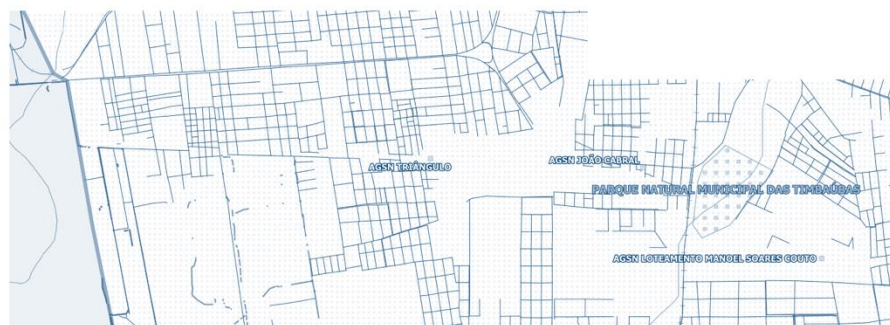 AGSN TRIÂNGULO
AGSN JOÃO CABRAL
PARQUE NATURAL MUNICIPAL DAS TIMBAÚBAS
AGSN LOTEAMENTO MANOEL SOARES COUTO